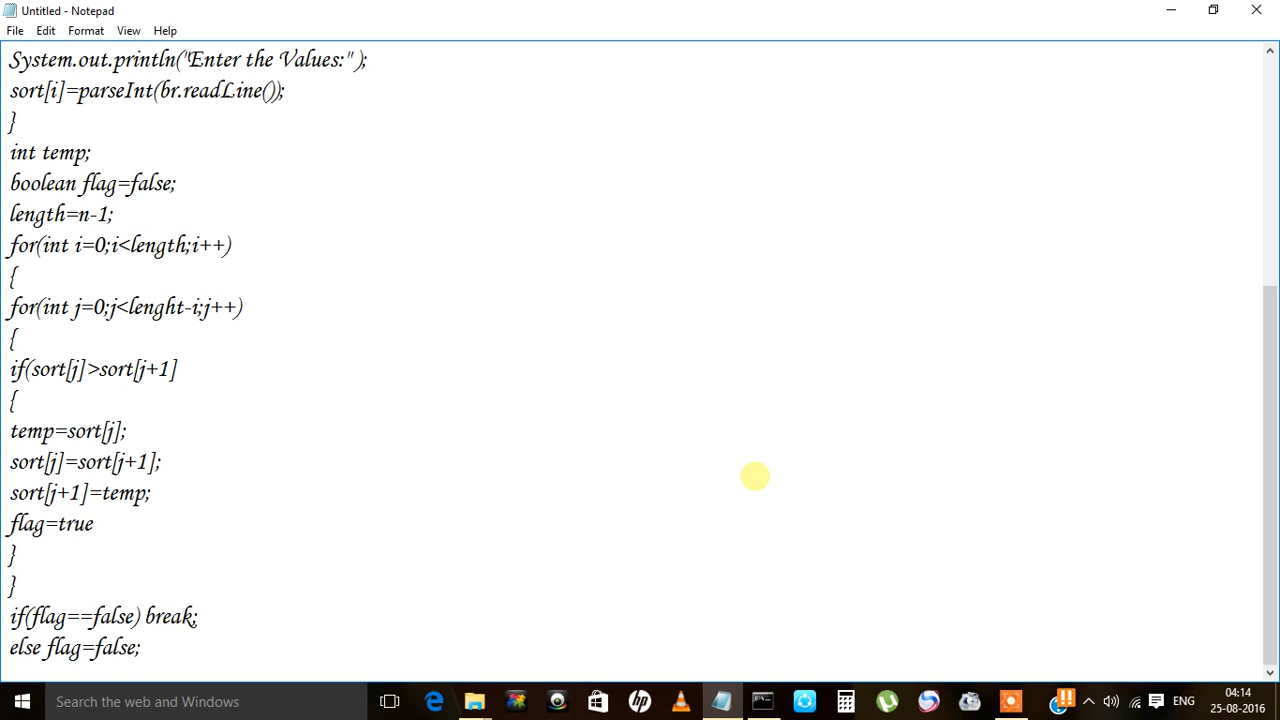 Untitled - Notepad
File Edit Format View Help
System.out.println("Enter the Values:" );
sort[i]=parseInt(br.readLine());
}
int temp;
boolean flag=false;
length=n-1;
for(int i=0;i<length;i++)
{
for(int j=0;j<lenght-i;j++)
{
if(sort[j]>sort[j+1]
{
temp=sort[j];
sort[j]=sort[j+1];
sort[j+1]=temp;
flag=true
}
}
if(flag==false) break;
else flag=false;
Search the web and Windows
ENG
04:14
25-08-2016